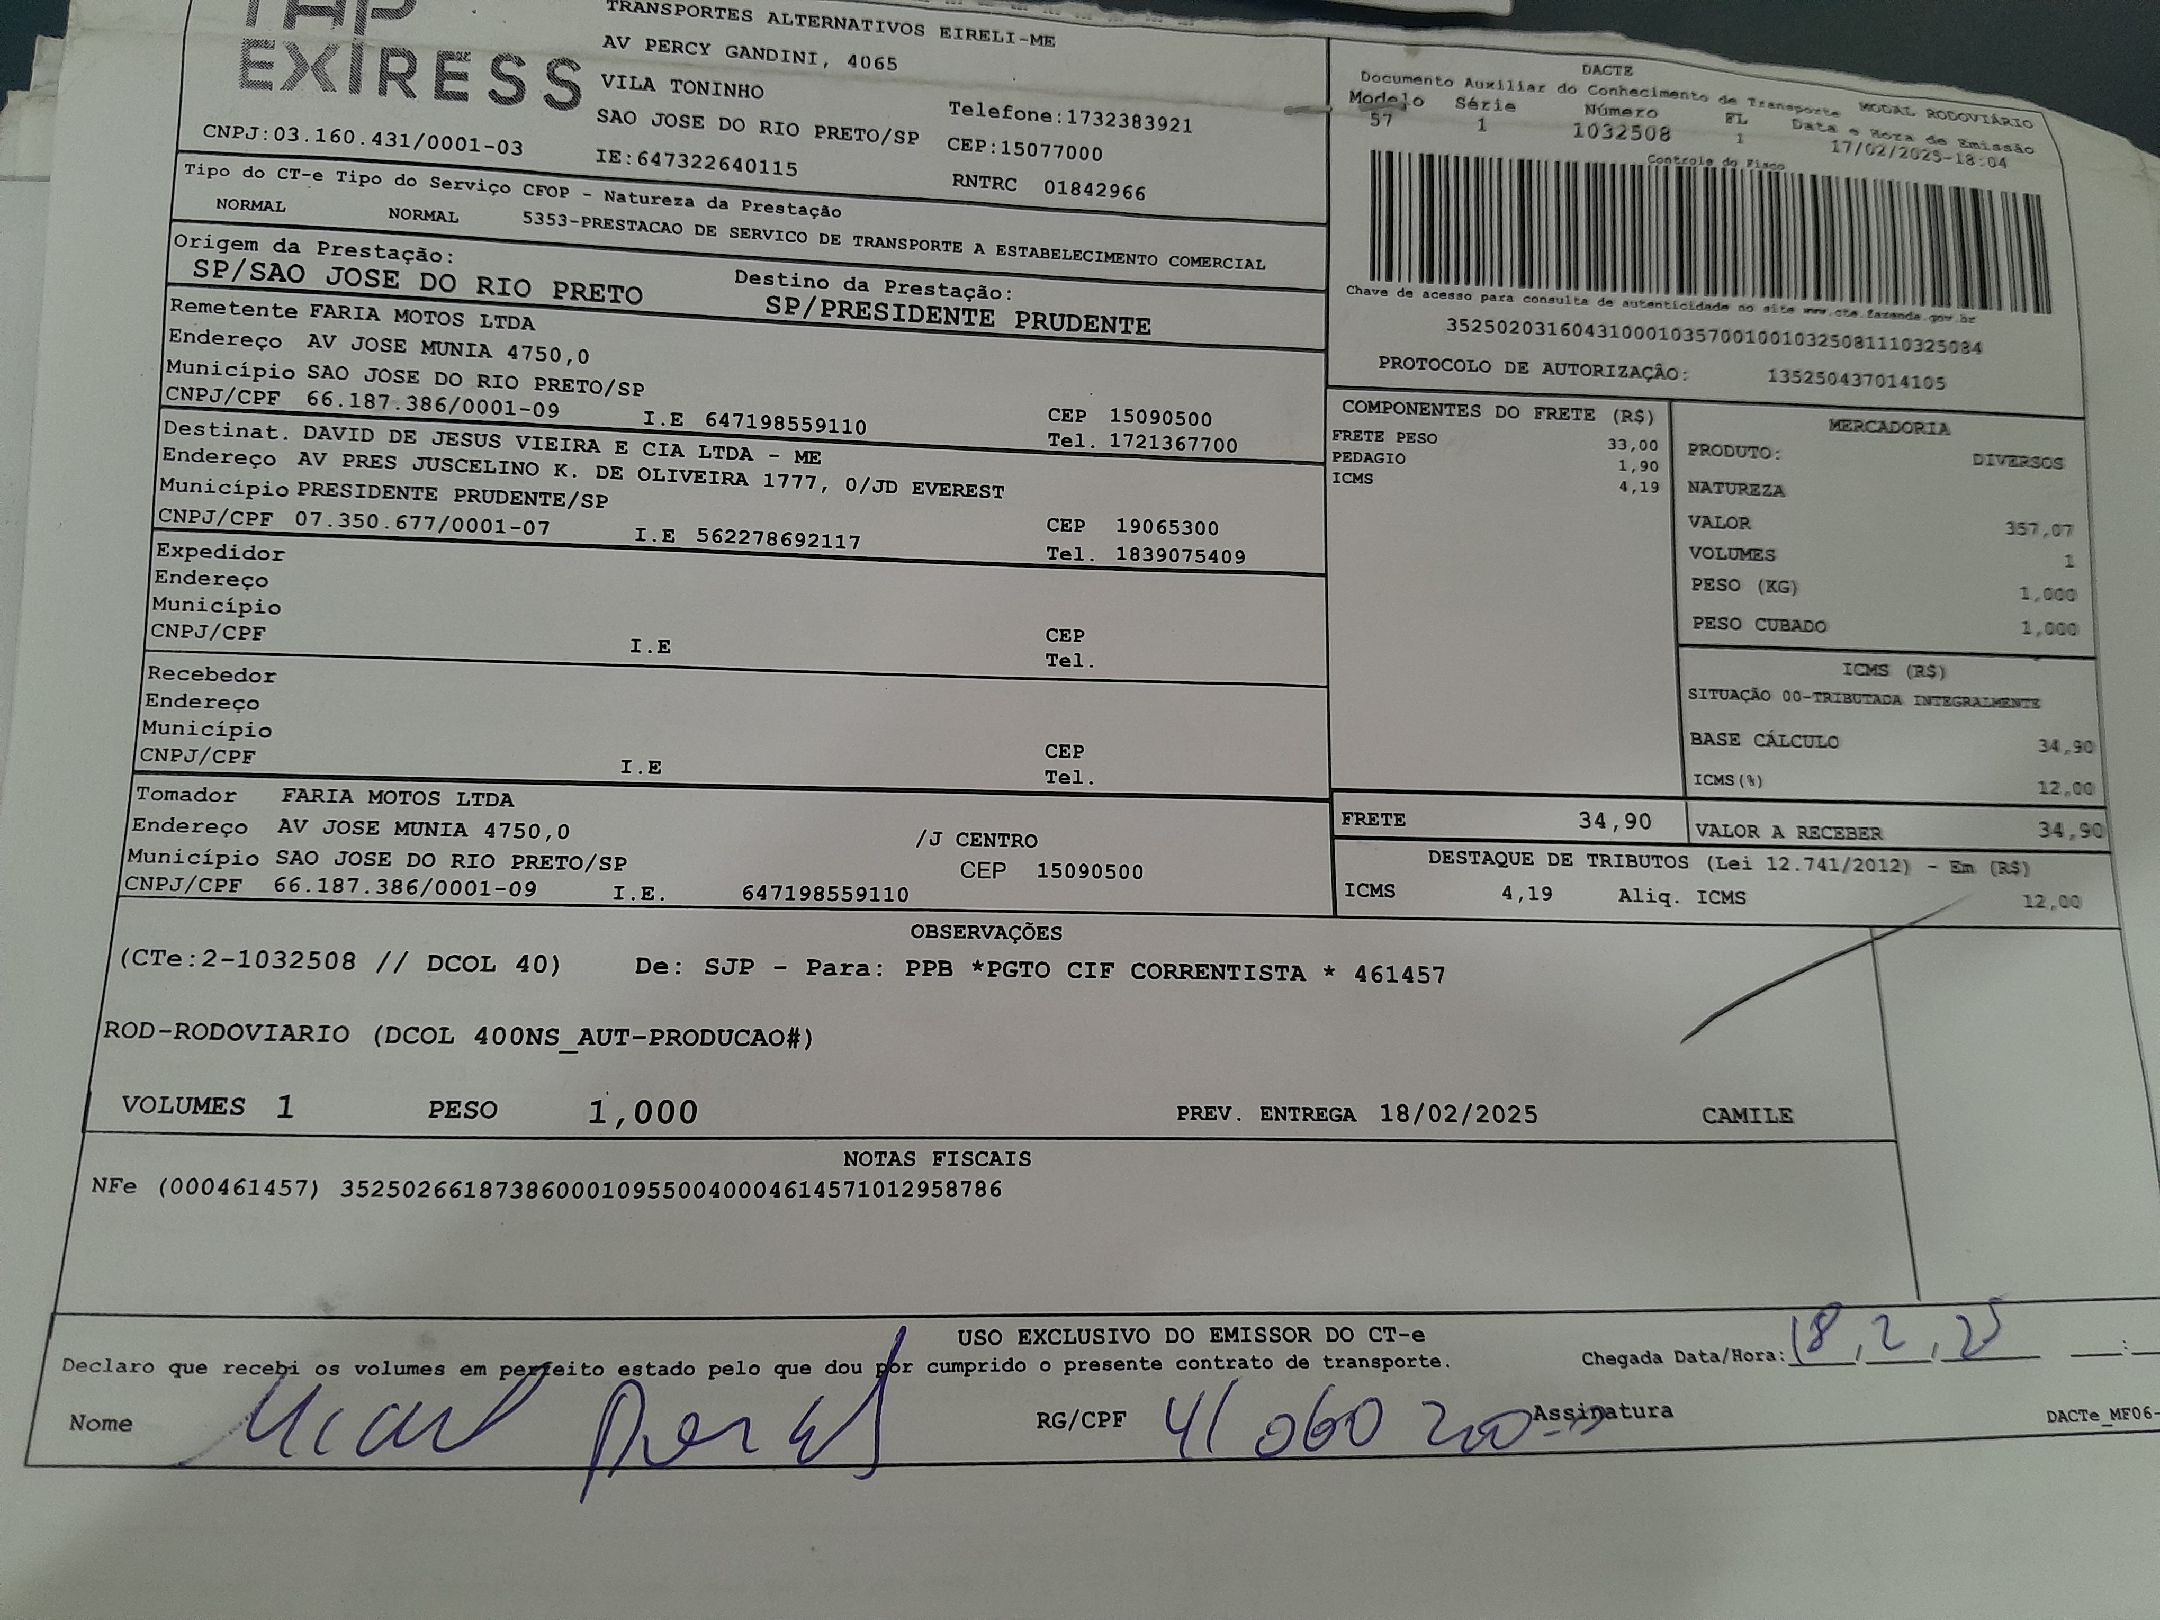 TAP
EXIRESS
TRANSPORTES ALTERNATIVOS EIRELI-ME
AV PERCY GANDINI, 4065
VILA TONINHO
SAO JOSE DO RIO PRETO/SP
Telefone:1732383921
CEP:15077000
CNPJ:03.160.431/0001-03
IE:647322640115
RNTRC 01842966
DACTE
Documento Auxiliar do Conhecimento de Transporte MODAL RODOVIÁRIO
Modelo Série Número FL Data e Hora de Emissão
57 1 1032508 1 17/02/2025-18:04
Controle do Fisco
Chave de acesso para consulta de autenticidade no site www.cte.fazenda.gov.br
35250203160431000103570010010325081110325084
PROTOCOLO DE AUTORIZAÇÃO: 135250437014105
Tipo do CT-e Tipo do Serviço CFOP - Natureza da Prestação
NORMAL NORMAL 5353-PRESTACAO DE SERVICO DE TRANSPORTE A ESTABELECIMENTO COMERCIAL
Origem da Prestação: Destino da Prestação:
SP/SAO JOSE DO RIO PRETO SP/PRESIDENTE PRUDENTE
Remetente FARIA MOTOS LTDA
Endereço AV JOSE MUNIA 4750,0
Município SAO JOSE DO RIO PRETO/SP CEP 15090500
CNPJ/CPF 66.187.386/0001-09 I.E 647198559110 Tel. 1721367700
Destinat. DAVID DE JESUS VIEIRA E CIA LTDA - ME
Endereço AV PRES JUSCELINO K. DE OLIVEIRA 1777, 0/JD EVEREST
Município PRESIDENTE PRUDENTE/SP CEP 19065300
CNPJ/CPF 07.350.677/0001-07 I.E 562278692117 Tel. 1839075409
Expedidor
Endereço
Município CEP
CNPJ/CPF I.E Tel.
Recebedor
Endereço
Município CEP
CNPJ/CPF I.E Tel.
Tomador FARIA MOTOS LTDA
Endereço AV JOSE MUNIA 4750,0 /J CENTRO
Município SAO JOSE DO RIO PRETO/SP CEP 15090500
CNPJ/CPF 66.187.386/0001-09 I.E. 647198559110
COMPONENTES DO FRETE (R$)
FRETE PESO 33,00
PEDAGIO 1,90
ICMS 4,19
MERCADORIA
PRODUTO: DIVERSOS
NATUREZA
VALOR 357,07
VOLUMES 1
PESO (KG) 1,000
PESO CUBADO 1,000
ICMS (R$)
SITUAÇÃO 00-TRIBUTADA INTEGRALMENTE
BASE CÁLCULO 34,90
ICMS(%) 12,00
FRETE 34,90 VALOR A RECEBER 34,90
DESTAQUE DE TRIBUTOS (Lei 12.741/2012) - Em (R$)
ICMS 4,19 Aliq. ICMS 12,00
OBSERVAÇÕES
(CTe:2-1032508 // DCOL 40) De: SJP - Para: PPB *PGTO CIF CORRENTISTA * 461457
ROD-RODOVIARIO (DCOL 400NS_AUT-PRODUCAO#)
VOLUMES 1 PESO 1,000 PREV. ENTREGA 18/02/2025 CAMILE
NOTAS FISCAIS
NFe (000461457) 35250266187386000109550040004614571012958786
USO EXCLUSIVO DO EMISSOR DO CT-e
Declaro que recebi os volumes em perfeito estado pelo que dou por cumprido o presente contrato de transporte. Chegada Data/Hora: 18, 2, 25 :
Nome RG/CPF 41 060 200 Assinatura DACTe_MF06-